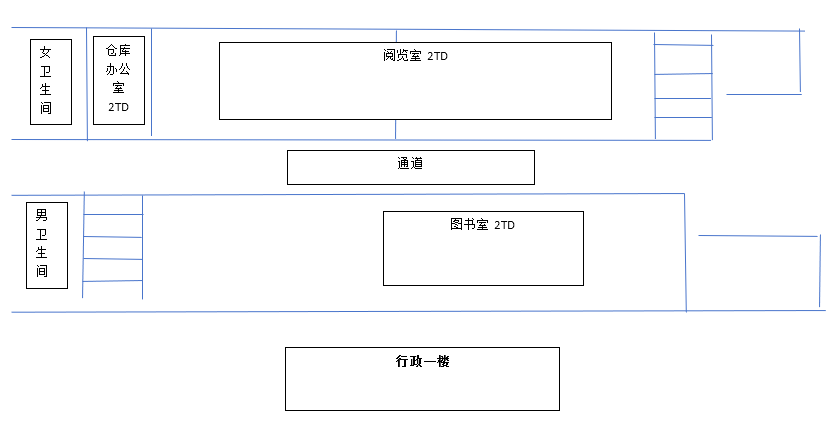 女
卫
生
间
仓库
办公
室
2TD
阅览室 2TD
通道
男
卫
生
间
图书室 2TD
行政一楼